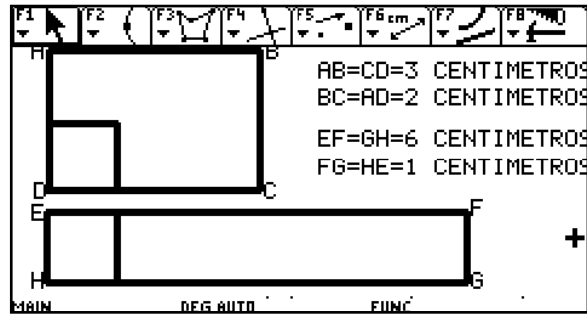 F1 F2 F3 F4 F5 F6 cm F7 F8
A B
AB=CD=3 CENTIMETROS
BC=AD=2 CENTIMETROS
EF=GH=6 CENTIMETROS
FG=HE=1 CENTIMETROS
D C
E F
H G
MAIN DEG AUTO FUNC